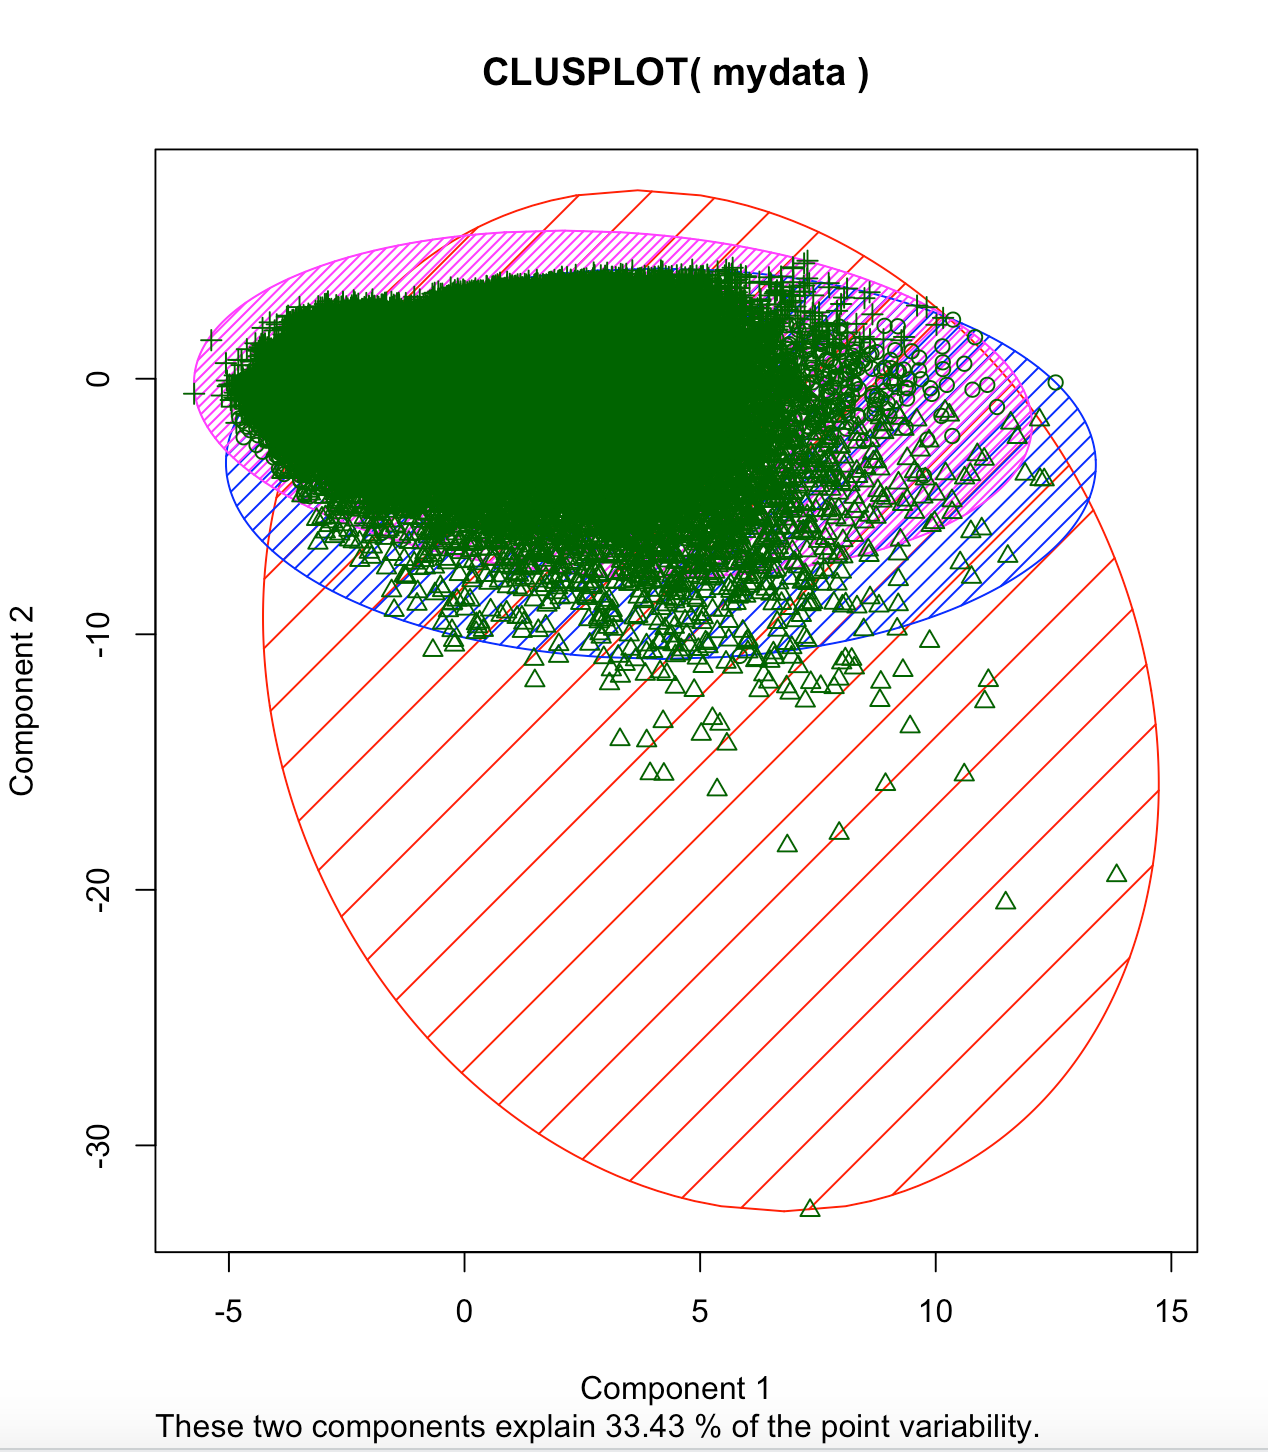 CLUSPLOT( mydata )
Component 2
0
-10
-20
-30
-5 0 5 10 15
Component 1
These two components explain 33.43 % of the point variability.